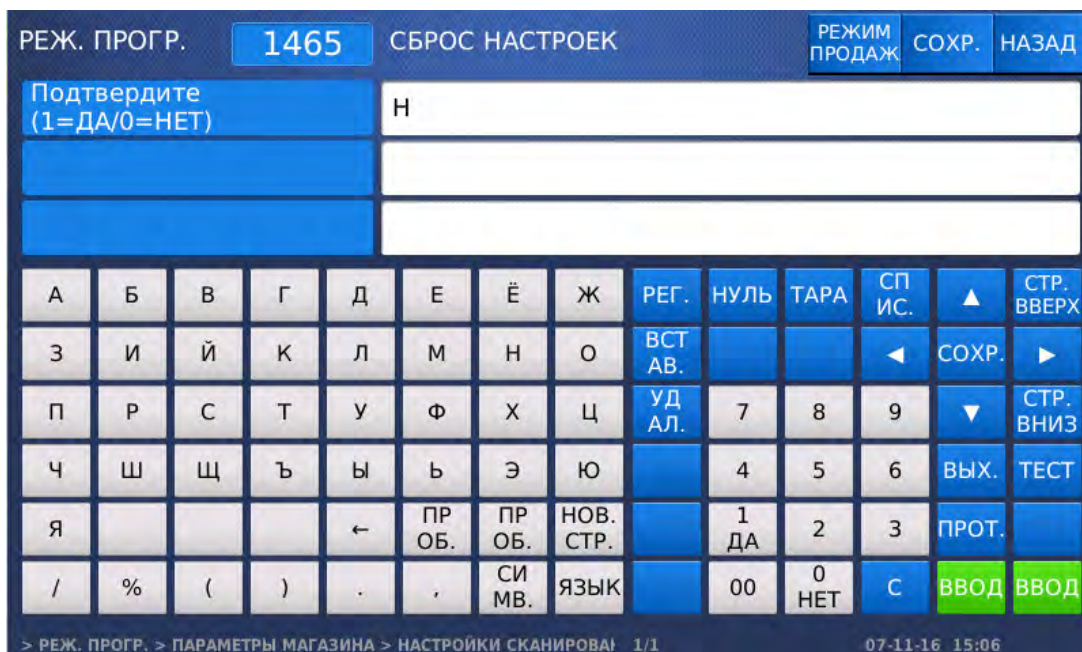 РЕЖ. ПРОГР. 1465 СБРОС НАСТРОЕК РЕЖИМ ПРОДАЖ СОХР. НАЗАД
Подтвердите
(1=ДА/0=НЕТ) Н
А Б В Г Д Е Ё Ж РЕГ. НУЛЬ ТАРА СП ИС. ▲ СТР. ВВЕРХ
З И Й К Л М Н О ВСТ АВ. ◀ СОХР. ▶
П Р С Т У Ф Х Ц УД АЛ. 7 8 9 ▼ СТР. ВНИЗ
Ч Ш Щ Ъ Ы Ь Э Ю 4 5 6 ВЫХ. ТЕСТ
Я ← ПР ОБ. ПР ОБ. НОВ. СТР. 1 ДА 2 3 ПРОТ.
/ % ( ) . , СИ МВ. ЯЗЫК 00 0 НЕТ С ВВОД ВВОД
> РЕЖ. ПРОГР. > ПАРАМЕТРЫ МАГАЗИНА > НАСТРОЙКИ СКАНИРОВАН 1/1 07-11-16 15:06